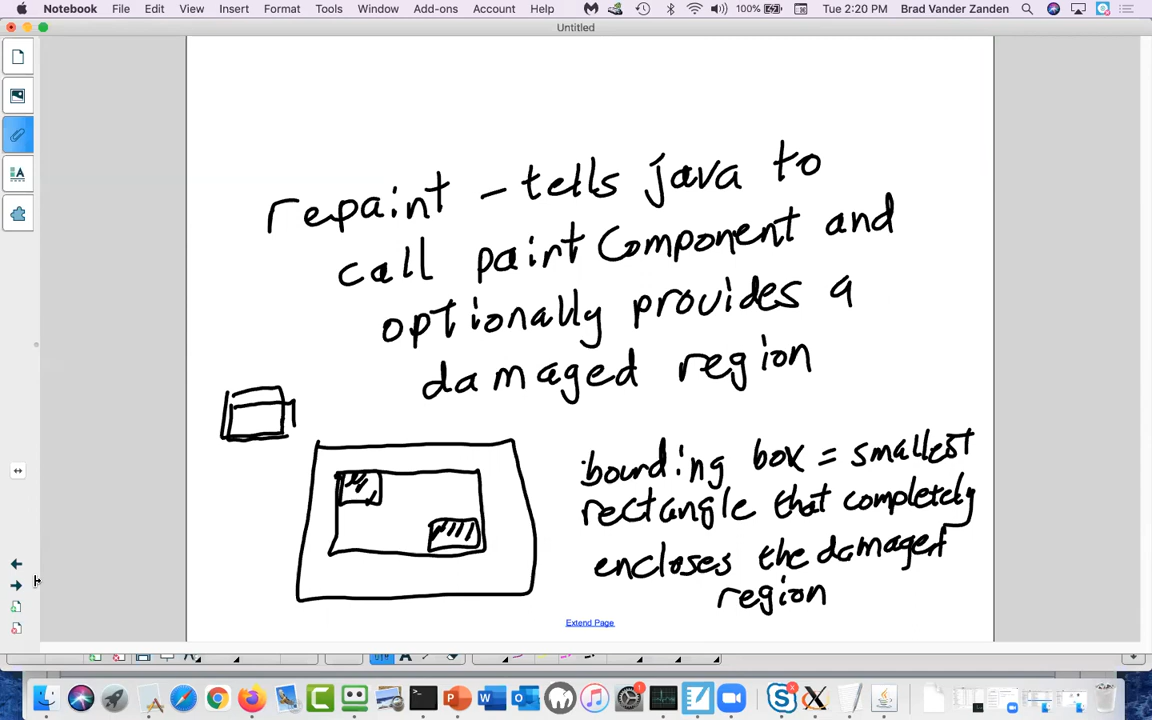 Notebook File Edit View Insert Format Tools Window Add-ons Account Help 100% Tue 2:20 PM Brad Vander Zanden
Untitled
repaint - tells java to
call paintComponent and
optionally provides a
damaged region
bounding box = smallest
rectangle that completely
encloses the damaged
region
Extend Page